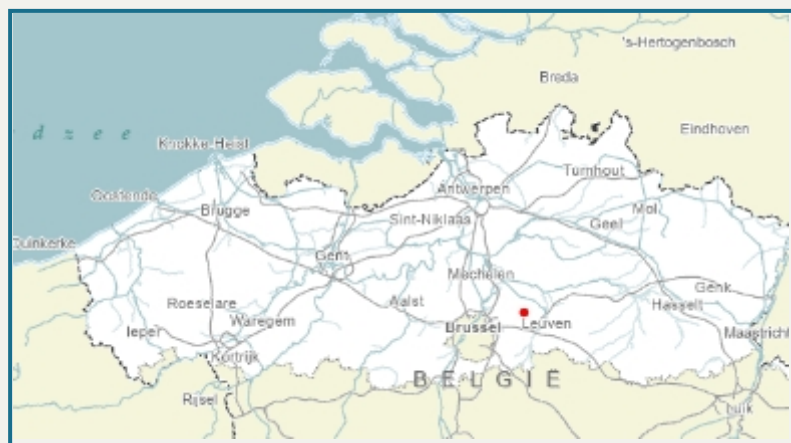 's-Hertogenbosch
Breda
d z e e
Eindhoven
Knokke-Heist
Turnhout
Oostende
Antwerpen
Mol
Brugge
Sint-Niklaas
Geel
Duinkerke
Gent
Mechelen
Genk
Roeselare
Aalst
Hasselt
Ieper
Waregem
Brussel
Leuven
Maastricht
Kortrijk
BELGIË
Rijsel
Luik